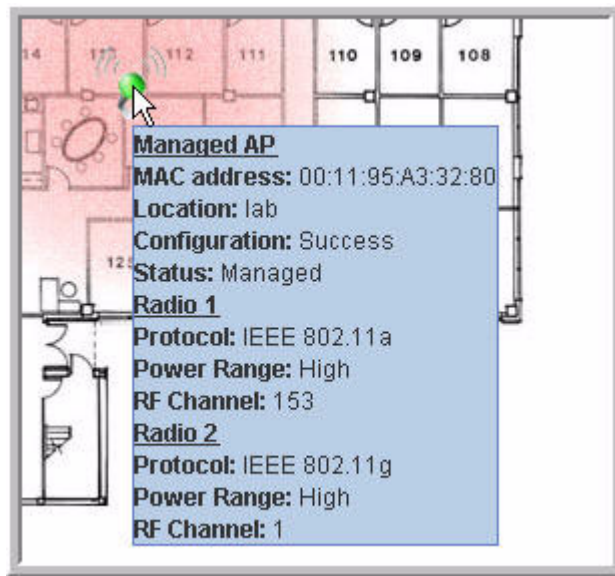 14 113 112 111 110 109 108
Managed AP
MAC address: 00:11:95:A3:32:80
Location: lab
Configuration: Success
Status: Managed
Radio 1
Protocol: IEEE 802.11a
Power Range: High
RF Channel: 153
Radio 2
Protocol: IEEE 802.11g
Power Range: High
RF Channel: 1